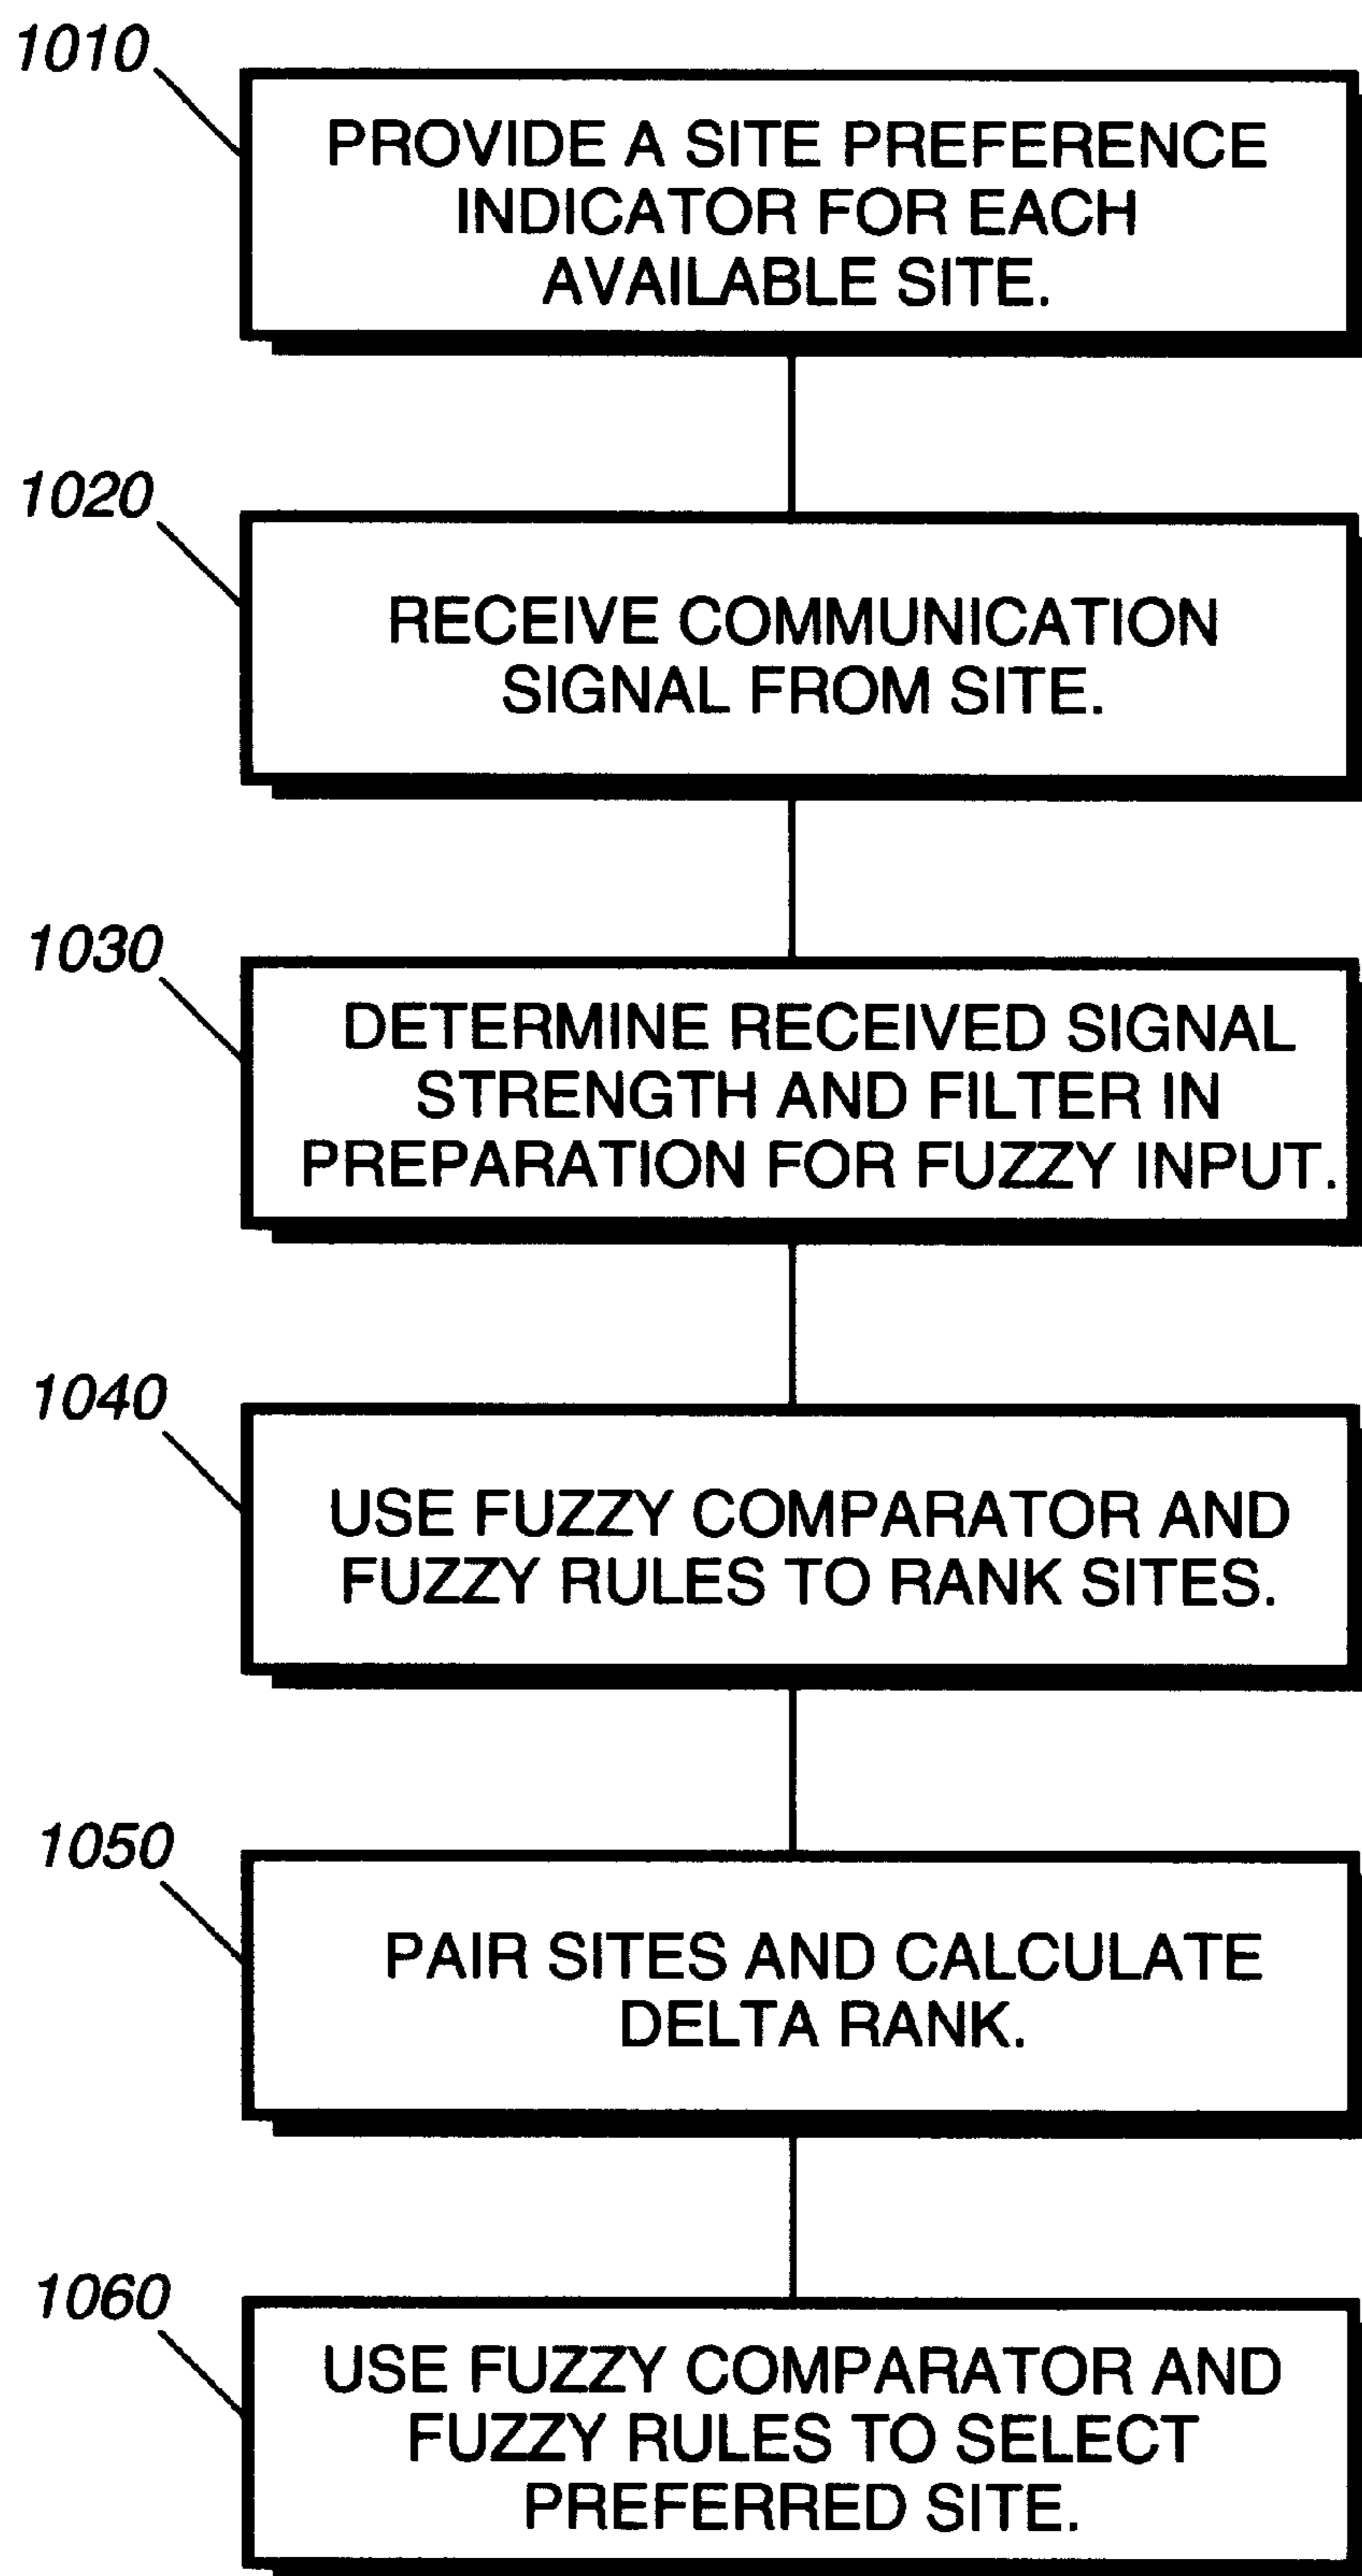 1010
PROVIDE A SITE PREFERENCE
INDICATOR FOR EACH
AVAILABLE SITE.
1020
RECEIVE COMMUNICATION
SIGNAL FROM SITE.
1030
DETERMINE RECEIVED SIGNAL
STRENGTH AND FILTER IN
PREPARATION FOR FUZZY INPUT.
1040
USE FUZZY COMPARATOR AND
FUZZY RULES TO RANK SITES.
1050
PAIR SITES AND CALCULATE
DELTA RANK.
1060
USE FUZZY COMPARATOR AND
FUZZY RULES TO SELECT
PREFERRED SITE.